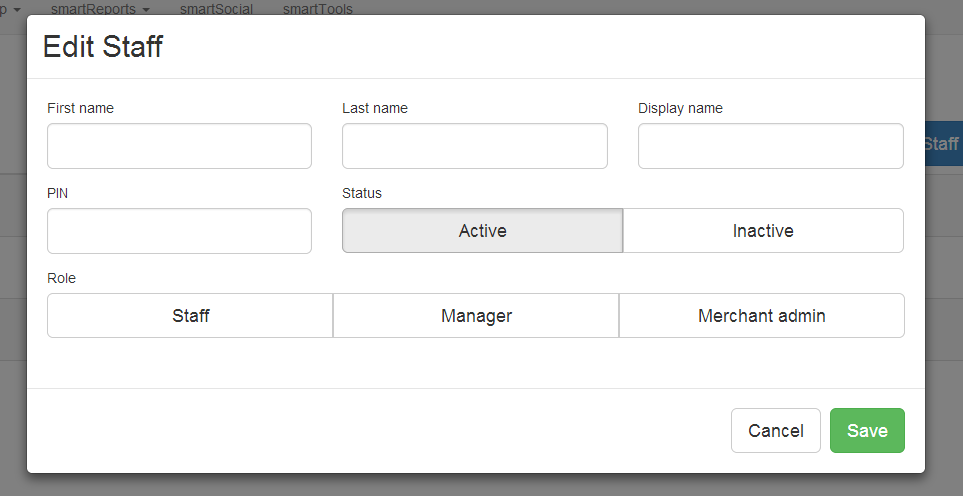 p smartReports smartSocial smartTools
Edit Staff
First name Last name Display name
Staff
PIN Status
Active Inactive
Role
Staff Manager Merchant admin
Cancel Save